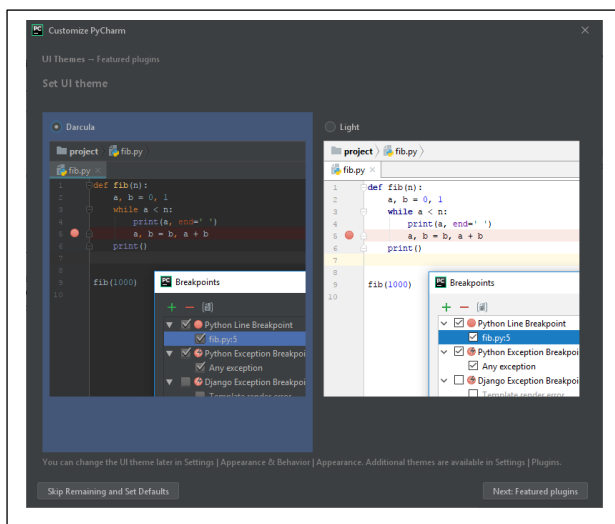 Customize PyCharm
UI Themes → Featured plugins
Set UI theme
Darcula
project fib.py
fib.py
1 def fib(n):
2 a, b = 0, 1
3 while a < n:
4 print(a, end=' ')
5 a, b = b, a + b
6 print()
7
8
9 fib(1000)
10
Breakpoints
Python Line Breakpoint
fib.py:5
Python Exception Breakpoi
Any exception
Django Exception Breakpoi
Template render error
Light
project fib.py
fib.py
1 def fib(n):
2 a, b = 0, 1
3 while a < n:
4 print(a, end=' ')
5 a, b = b, a + b
6 print()
7
8
9 fib(1000)
10
Breakpoints
Python Line Breakpoint
fib.py:5
Python Exception Breakpoi
Any exception
Django Exception Breakpoi
Template render error
You can change the UI theme later in Settings | Appearance & Behavior | Appearance. Additional themes are available in Settings | Plugins.
Skip Remaining and Set Defaults
Next: Featured plugins